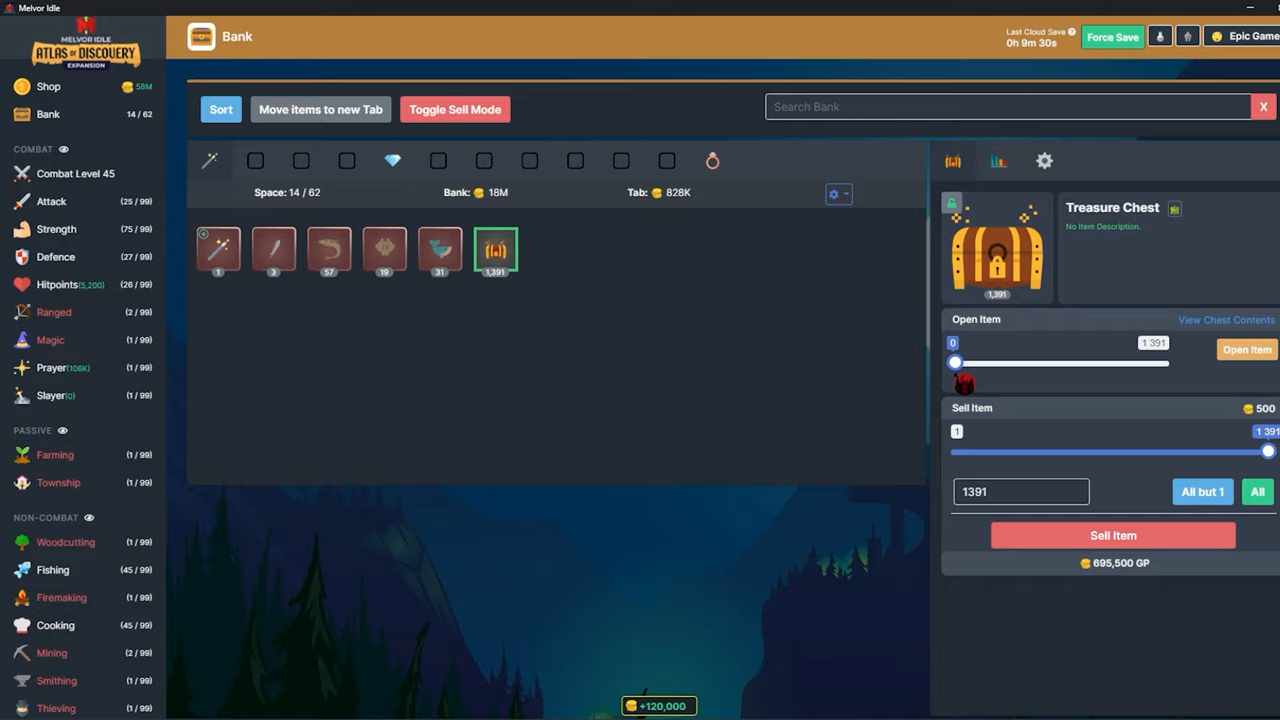 Melvor Idle
MELVOR IDLE
ATLAS OF DISCOVERY
EXPANSION
Bank
Last Cloud Save
0h 9m 30s
Force Save
Epic Game
Shop 58M
Bank 14 / 62
COMBAT
Combat Level 45
Attack (25 / 99)
Strength (75 / 99)
Defence (27 / 99)
Hitpoints(5,200) (26 / 99)
Ranged (2 / 99)
Magic (1 / 99)
Prayer(106K) (1 / 99)
Slayer(0) (1 / 99)
PASSIVE
Farming (1 / 99)
Township (1 / 99)
NON-COMBAT
Woodcutting (1 / 99)
Fishing (45 / 99)
Firemaking (1 / 99)
Cooking (45 / 99)
Mining (2 / 99)
Smithing (1 / 99)
Thieving (1 / 99)
Sort Move items to new Tab Toggle Sell Mode
Search Bank X
Space: 14 / 62 Bank: 18M Tab: 828K
1 3 57 19 31 1,391
Treasure Chest
No Item Description.
1,391
Open Item View Chest Contents
0 1 391
Open Item
Sell Item 500
1 1 391
1391 All but 1 All
Sell Item
695,500 GP
+120,000